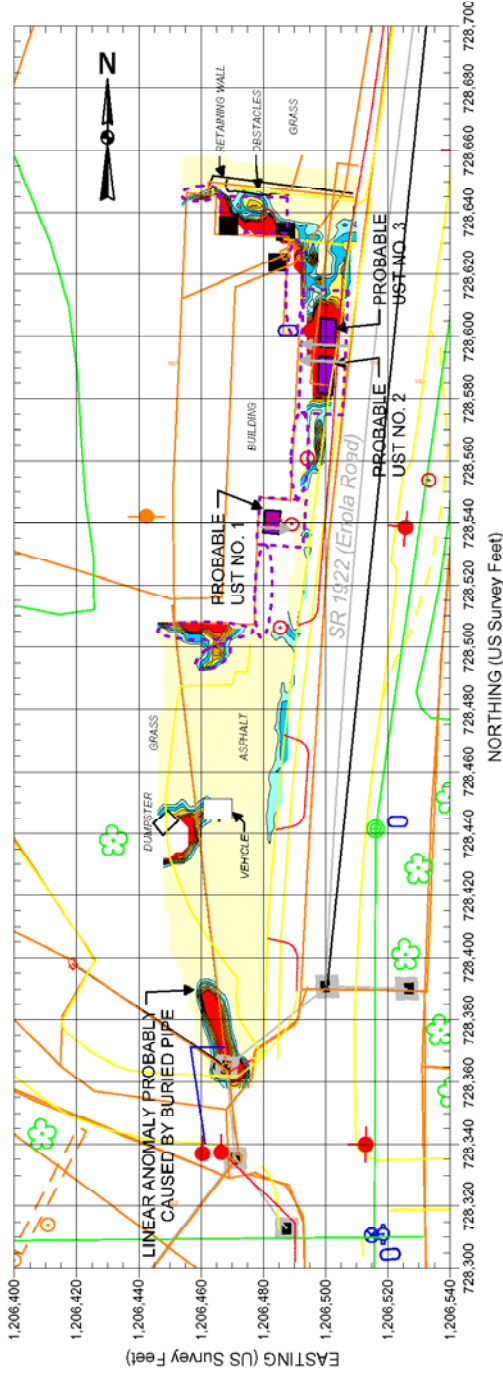 728,700
728,680
728,660
728,640
728,620
728,600
728,580
728,560
728,540
728,520
728,500
728,480
728,460
728,440
728,420
728,390
728,380
728,360
728,340
728,320
728,300
NORTHING (US Survey Feet)
1,206,400
1,206,420
1,206,440
1,206,460
1,206,480
1,206,500
1,206,520
1,206,540
EASTING (US Survey Feet)
N
RETAINING WALL
OBSTACLES
GRASS
PROBABLE
UST NO. 3
PROBABLE
UST NO. 2
BUILDING
PROBABLE
UST NO. 1
SR 1922 (Enola Road)
GRASS
ASPHALT
DUMPSTER
VEHICLE
LINEAR ANOMALY PROBABLY
CAUSED BY BURIED PIPE